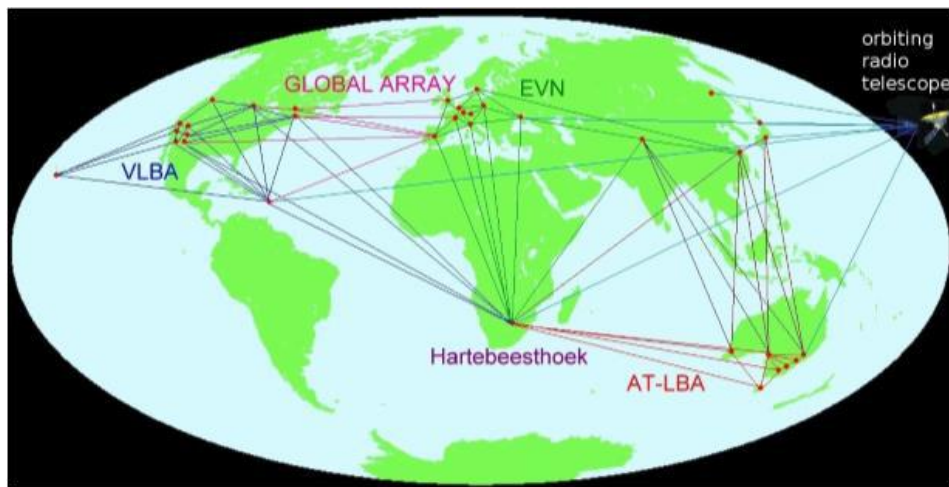 orbiting
radio
telescope
GLOBAL ARRAY
EVN
VLBA
Hartebeesthoek
AT-LBA